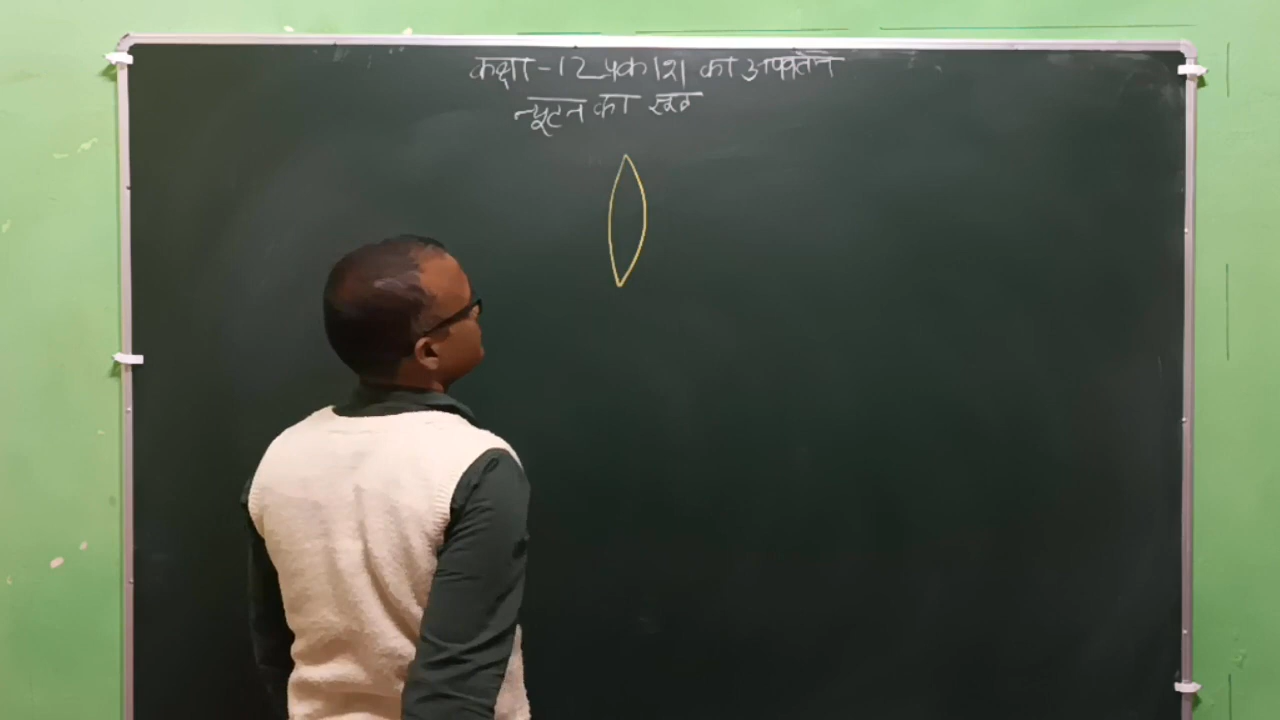 कक्षा-12 प्रकाश का अपवर्तन
न्यूटन का सूत्र